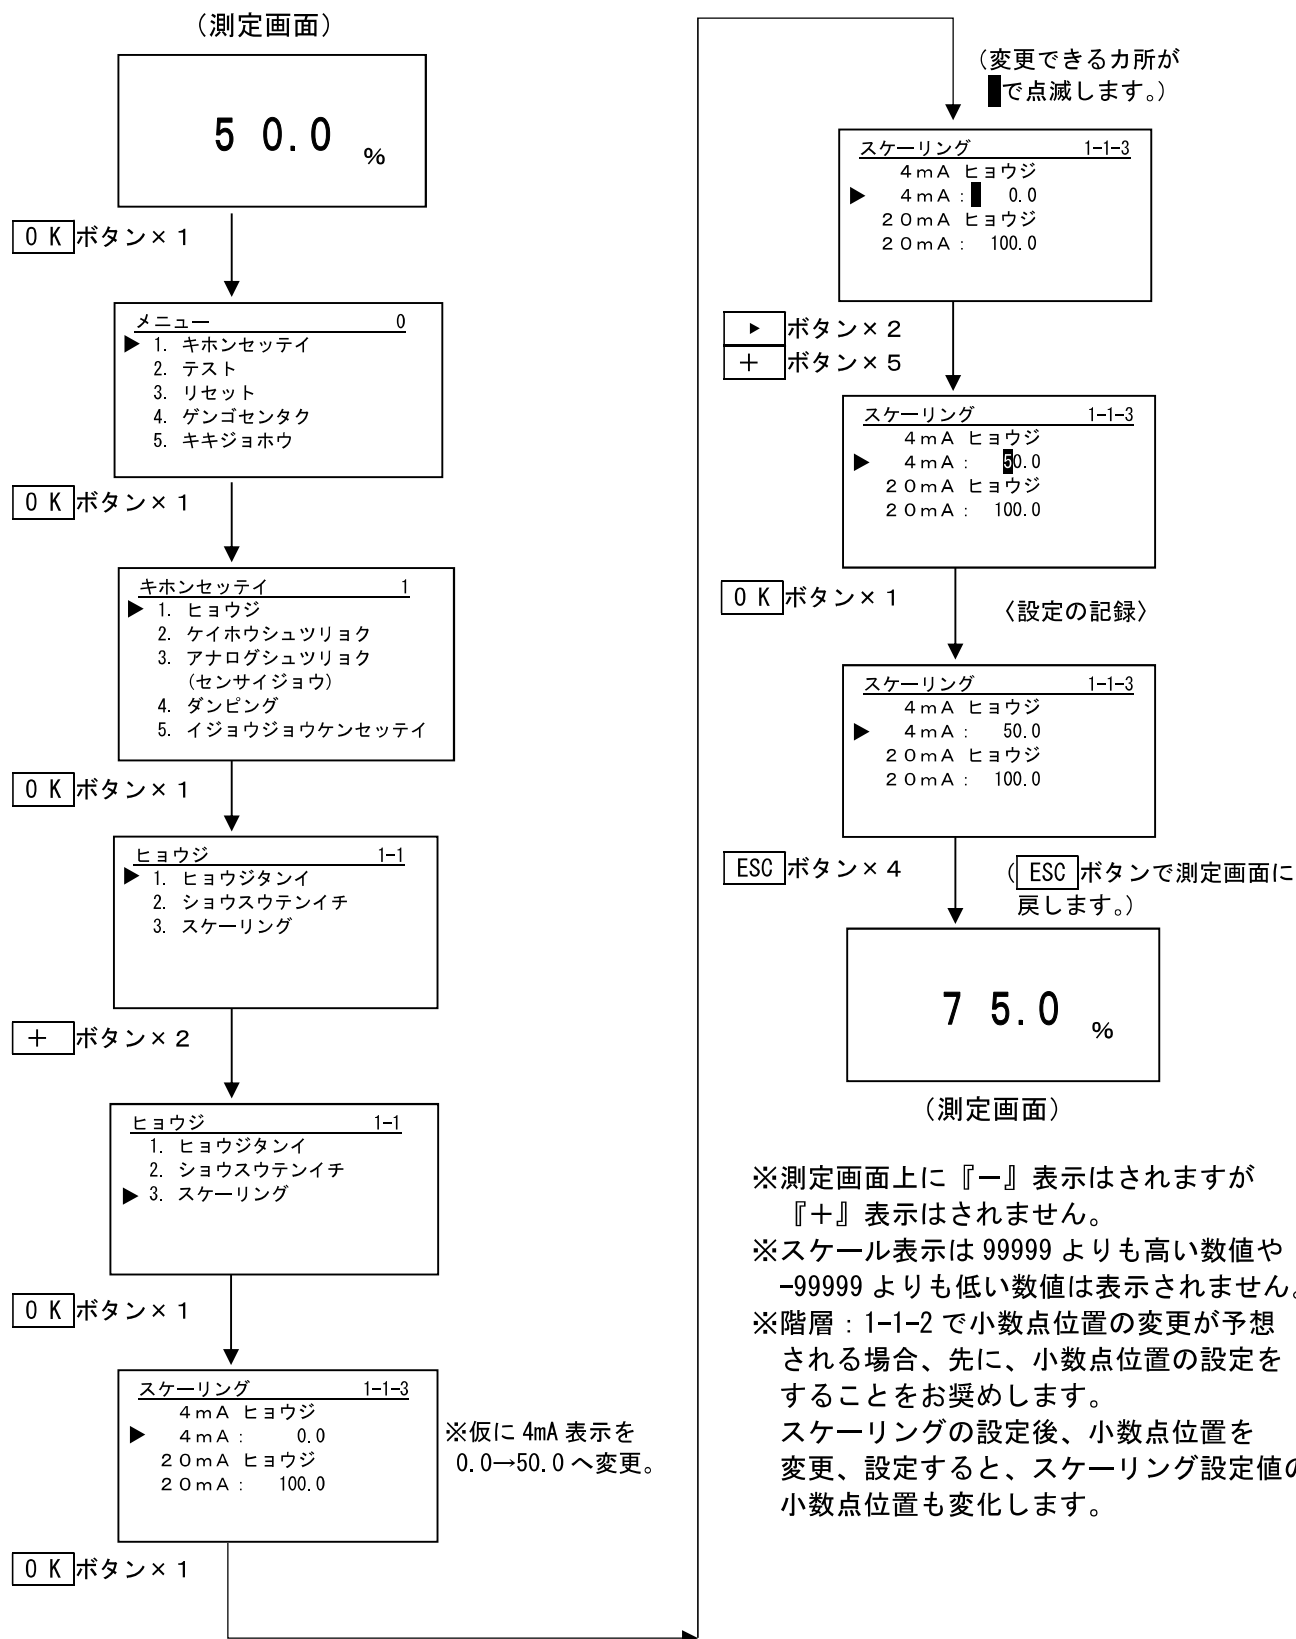 （測定画面）
５０.０ %
ＯＫ ボタン×１
メニュー 0
▶ 1. キホンセッテイ
2. テスト
3. リセット
4. ゲンゴセンタク
5. キキジョホウ
ＯＫ ボタン×１
キホンセッテイ 1
▶ 1. ヒョウジ
2. ケイホウシュツリョク
3. アナログシュツリョク
(センサイジョウ)
4. ダンピング
5. イジョウジョウケンセッテイ
ＯＫ ボタン×１
ヒョウジ 1-1
▶ 1. ヒョウジタンイ
2. ショウスウテンイチ
3. スケーリング
＋ ボタン×２
ヒョウジ 1-1
1. ヒョウジタンイ
2. ショウスウテンイチ
▶ 3. スケーリング
ＯＫ ボタン×１
スケーリング 1-1-3
４ｍＡ ヒョウジ
▶ ４ｍＡ： 0.0
２０ｍＡ ヒョウジ
２０ｍＡ： 100.0
※仮に 4mA 表示を
0.0→50.0 へ変更。
ＯＫ ボタン×１
（変更できるカ所が
█で点滅します。）
スケーリング 1-1-3
４ｍＡ ヒョウジ
▶ ４ｍＡ：█ 0.0
２０ｍＡ ヒョウジ
２０ｍＡ： 100.0
▶ ボタン×２
＋ ボタン×５
スケーリング 1-1-3
４ｍＡ ヒョウジ
▶ ４ｍＡ： 50.0
２０ｍＡ ヒョウジ
２０ｍＡ： 100.0
ＯＫ ボタン×１
〈設定の記録〉
スケーリング 1-1-3
４ｍＡ ヒョウジ
▶ ４ｍＡ： 50.0
２０ｍＡ ヒョウジ
２０ｍＡ： 100.0
ESC ボタン×４
（ ESC ボタンで測定画面に
戻します。）
７５.０ %
（測定画面）
※測定画面上に『－』表示はされますが
『＋』表示はされません。
※スケール表示は 99999 よりも高い数値や
-99999 よりも低い数値は表示されません。
※階層：1-1-2 で小数点位置の変更が予想
される場合、先に、小数点位置の設定を
することをお奨めします。
スケーリングの設定後、小数点位置を
変更、設定すると、スケーリング設定値の
小数点位置も変化します。